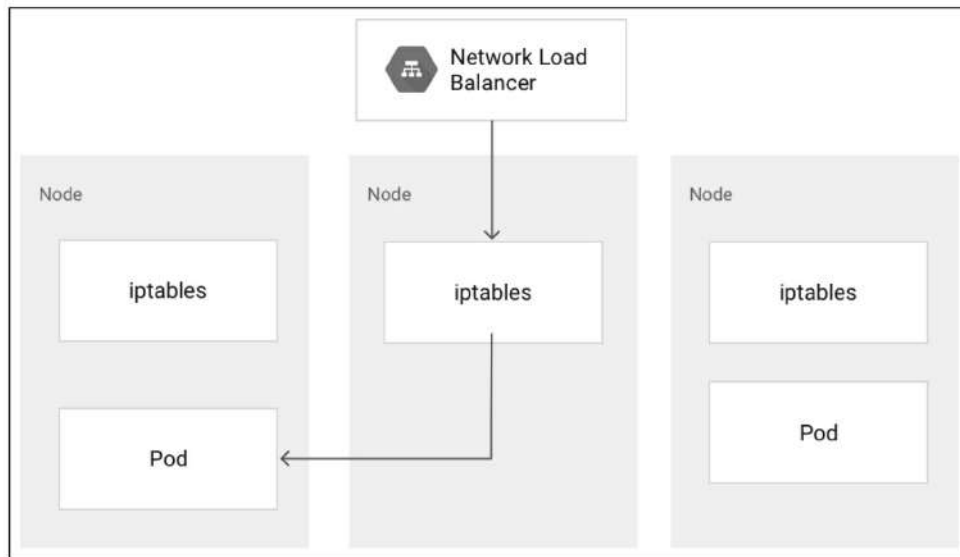 Network Load
Balancer
Node
Node
Node
iptables
iptables
iptables
Pod
Pod